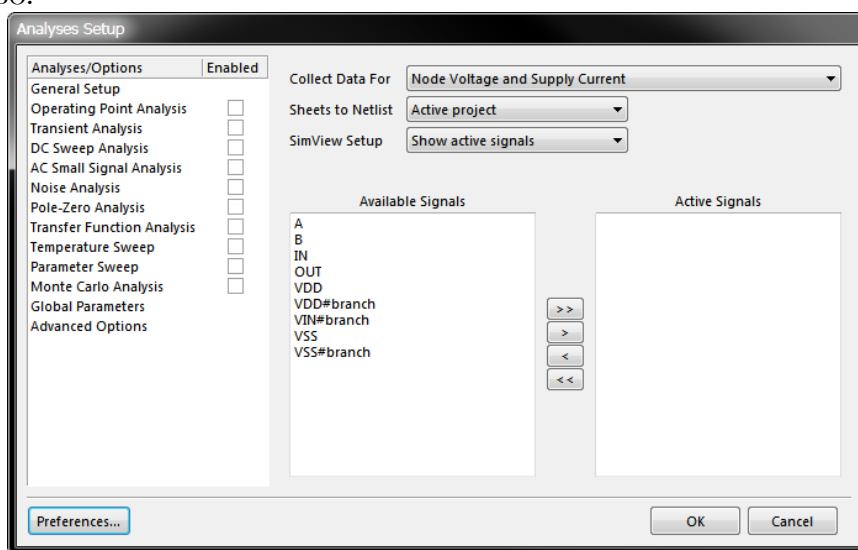 so.
Analyses Setup
Analyses/Options Enabled
General Setup
Operating Point Analysis
Transient Analysis
DC Sweep Analysis
AC Small Signal Analysis
Noise Analysis
Pole-Zero Analysis
Transfer Function Analysis
Temperature Sweep
Parameter Sweep
Monte Carlo Analysis
Global Parameters
Advanced Options
Collect Data For Node Voltage and Supply Current
Sheets to Netlist Active project
SimView Setup Show active signals
Available Signals
A
B
IN
OUT
VDD
VDD#branch
VIN#branch
VSS
VSS#branch
>>
>
<
<<
Active Signals
Preferences...
OK
Cancel